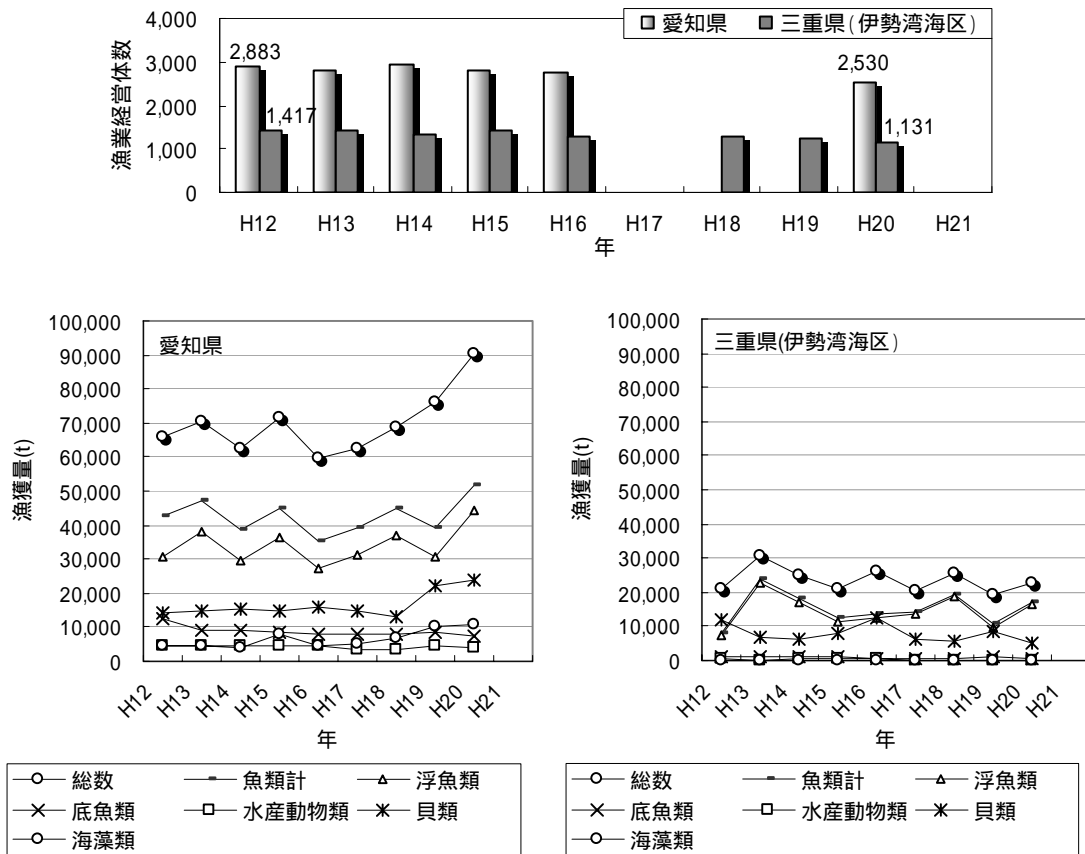 4,000
3,000
2,000
1,000
0
漁業経営体数
愛知県 三重県(伊勢湾海区)
2,883
1,417
2,530
1,131
H12 H13 H14 H15 H16 H17 H18 H19 H20 H21
年
100,000
90,000
80,000
70,000
60,000
50,000
40,000
30,000
20,000
10,000
0
漁獲量(t)
愛知県
H12 H13 H14 H15 H16 H17 H18 H19 H20 H21
年
総数 魚類計 浮魚類
底魚類 水産動物類 貝類
海藻類
100,000
90,000
80,000
70,000
60,000
50,000
40,000
30,000
20,000
10,000
0
漁獲量(t)
三重県(伊勢湾海区)
H12 H13 H14 H15 H16 H17 H18 H19 H20 H21
年
総数 魚類計 浮魚類
底魚類 水産動物類 貝類
海藻類